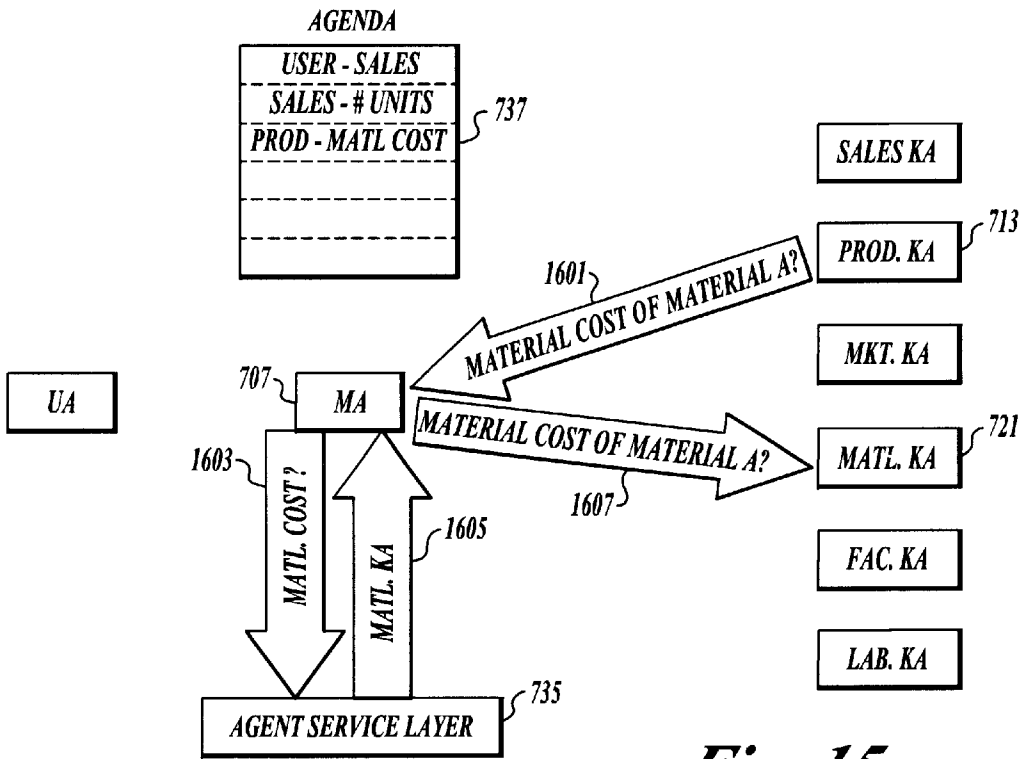 AGENDA
USER - SALES
SALES - # UNITS
PROD - MATL COST
737
SALES KA
713
PROD. KA
1601
MATERIAL COST OF MATERIAL A?
MKT. KA
UA
707
MA
MATERIAL COST OF MATERIAL A?
1607
721
MATL. KA
1603
MATL. COST?
MATL. KA
1605
FAC. KA
LAB. KA
735
AGENT SERVICE LAYER
Fig. 15